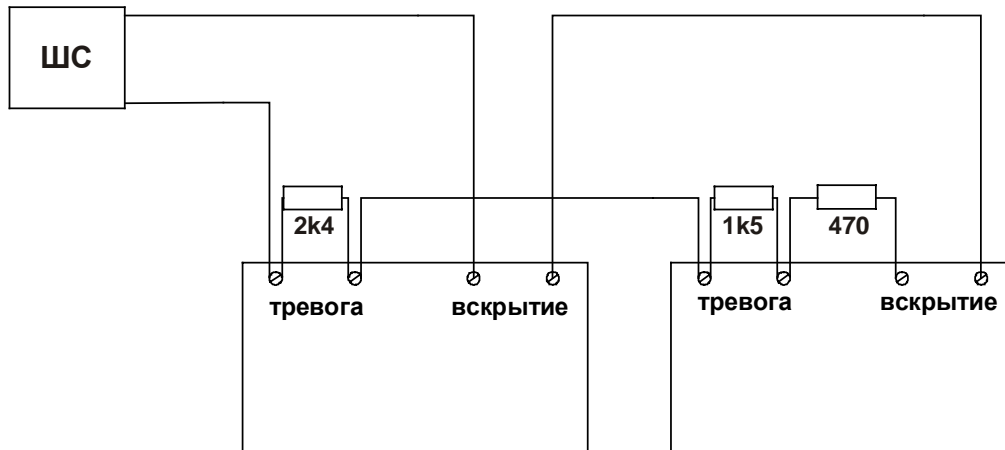 ШС
2k4
1k5
470
тревога
вскрытие
тревога
вскрытие